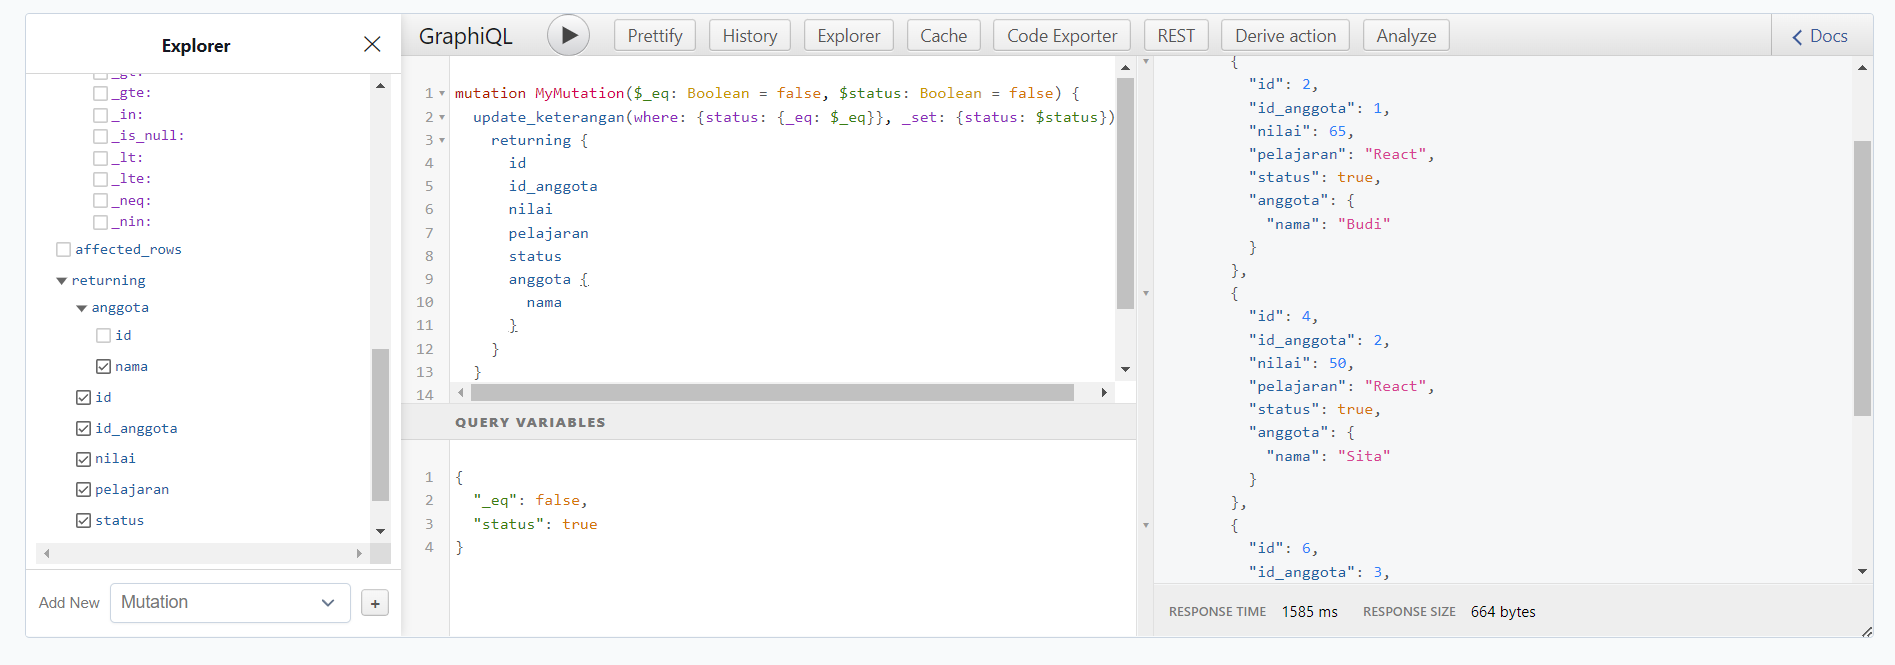 Explorer
_gt:
_gte:
_in:
_is_null:
_lt:
_lte:
_neq:
_nin:
affected_rows
returning
anggota
id
nama
id
id_anggota
nilai
pelajaran
status
Add New Mutation +
GraphiQL Prettify History Explorer Cache Code Exporter REST Derive action Analyze Docs
1 mutation MyMutation($_eq: Boolean = false, $status: Boolean = false) {
2 update_keterangan(where: {status: {_eq: $_eq}}, _set: {status: $status})
3 returning {
4 id
5 id_anggota
6 nilai
7 pelajaran
8 status
9 anggota {
10 nama
11 }
12 }
13 }
14
QUERY VARIABLES
1 {
2 "_eq": false,
3 "status": true
4 }
{
"id": 2,
"id_anggota": 1,
"nilai": 65,
"pelajaran": "React",
"status": true,
"anggota": {
"nama": "Budi"
}
},
{
"id": 4,
"id_anggota": 2,
"nilai": 50,
"pelajaran": "React",
"status": true,
"anggota": {
"nama": "Sita"
}
},
{
"id": 6,
"id_anggota": 3,
RESPONSE TIME 1585 ms RESPONSE SIZE 664 bytes